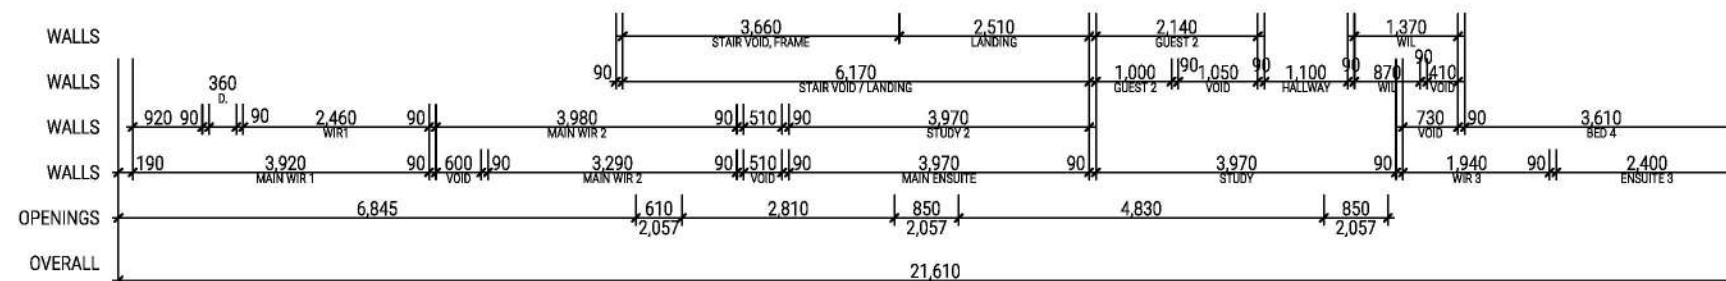 WALLS 3,660 2,510 2,140 1,370
STAIR VOID, FRAME LANDING GUEST 2 WIL
WALLS 90 6,170 1,000 90 1,050 90 1,100 90 870 90 410
STAIR VOID / LANDING GUEST 2 VOID HALLWAY WIL VOID
360
D.
WALLS 920 90 90 2,460 90 3,980 90 510 90 3,970 730 90 3,610
WIR1 MAIN WIR 2 STUDY 2 VOID BED 4
WALLS 190 3,920 90 600 90 3,290 90 510 90 3,970 90 3,970 90 1,940 90 2,400
MAIN WIR 1 VOID MAIN WIR 2 VOID MAIN ENSUITE STUDY WIR 3 ENSUITE 3
OPENINGS 6,845 610 2,810 850 4,830 850
2,057 2,057 2,057
OVERALL 21,610